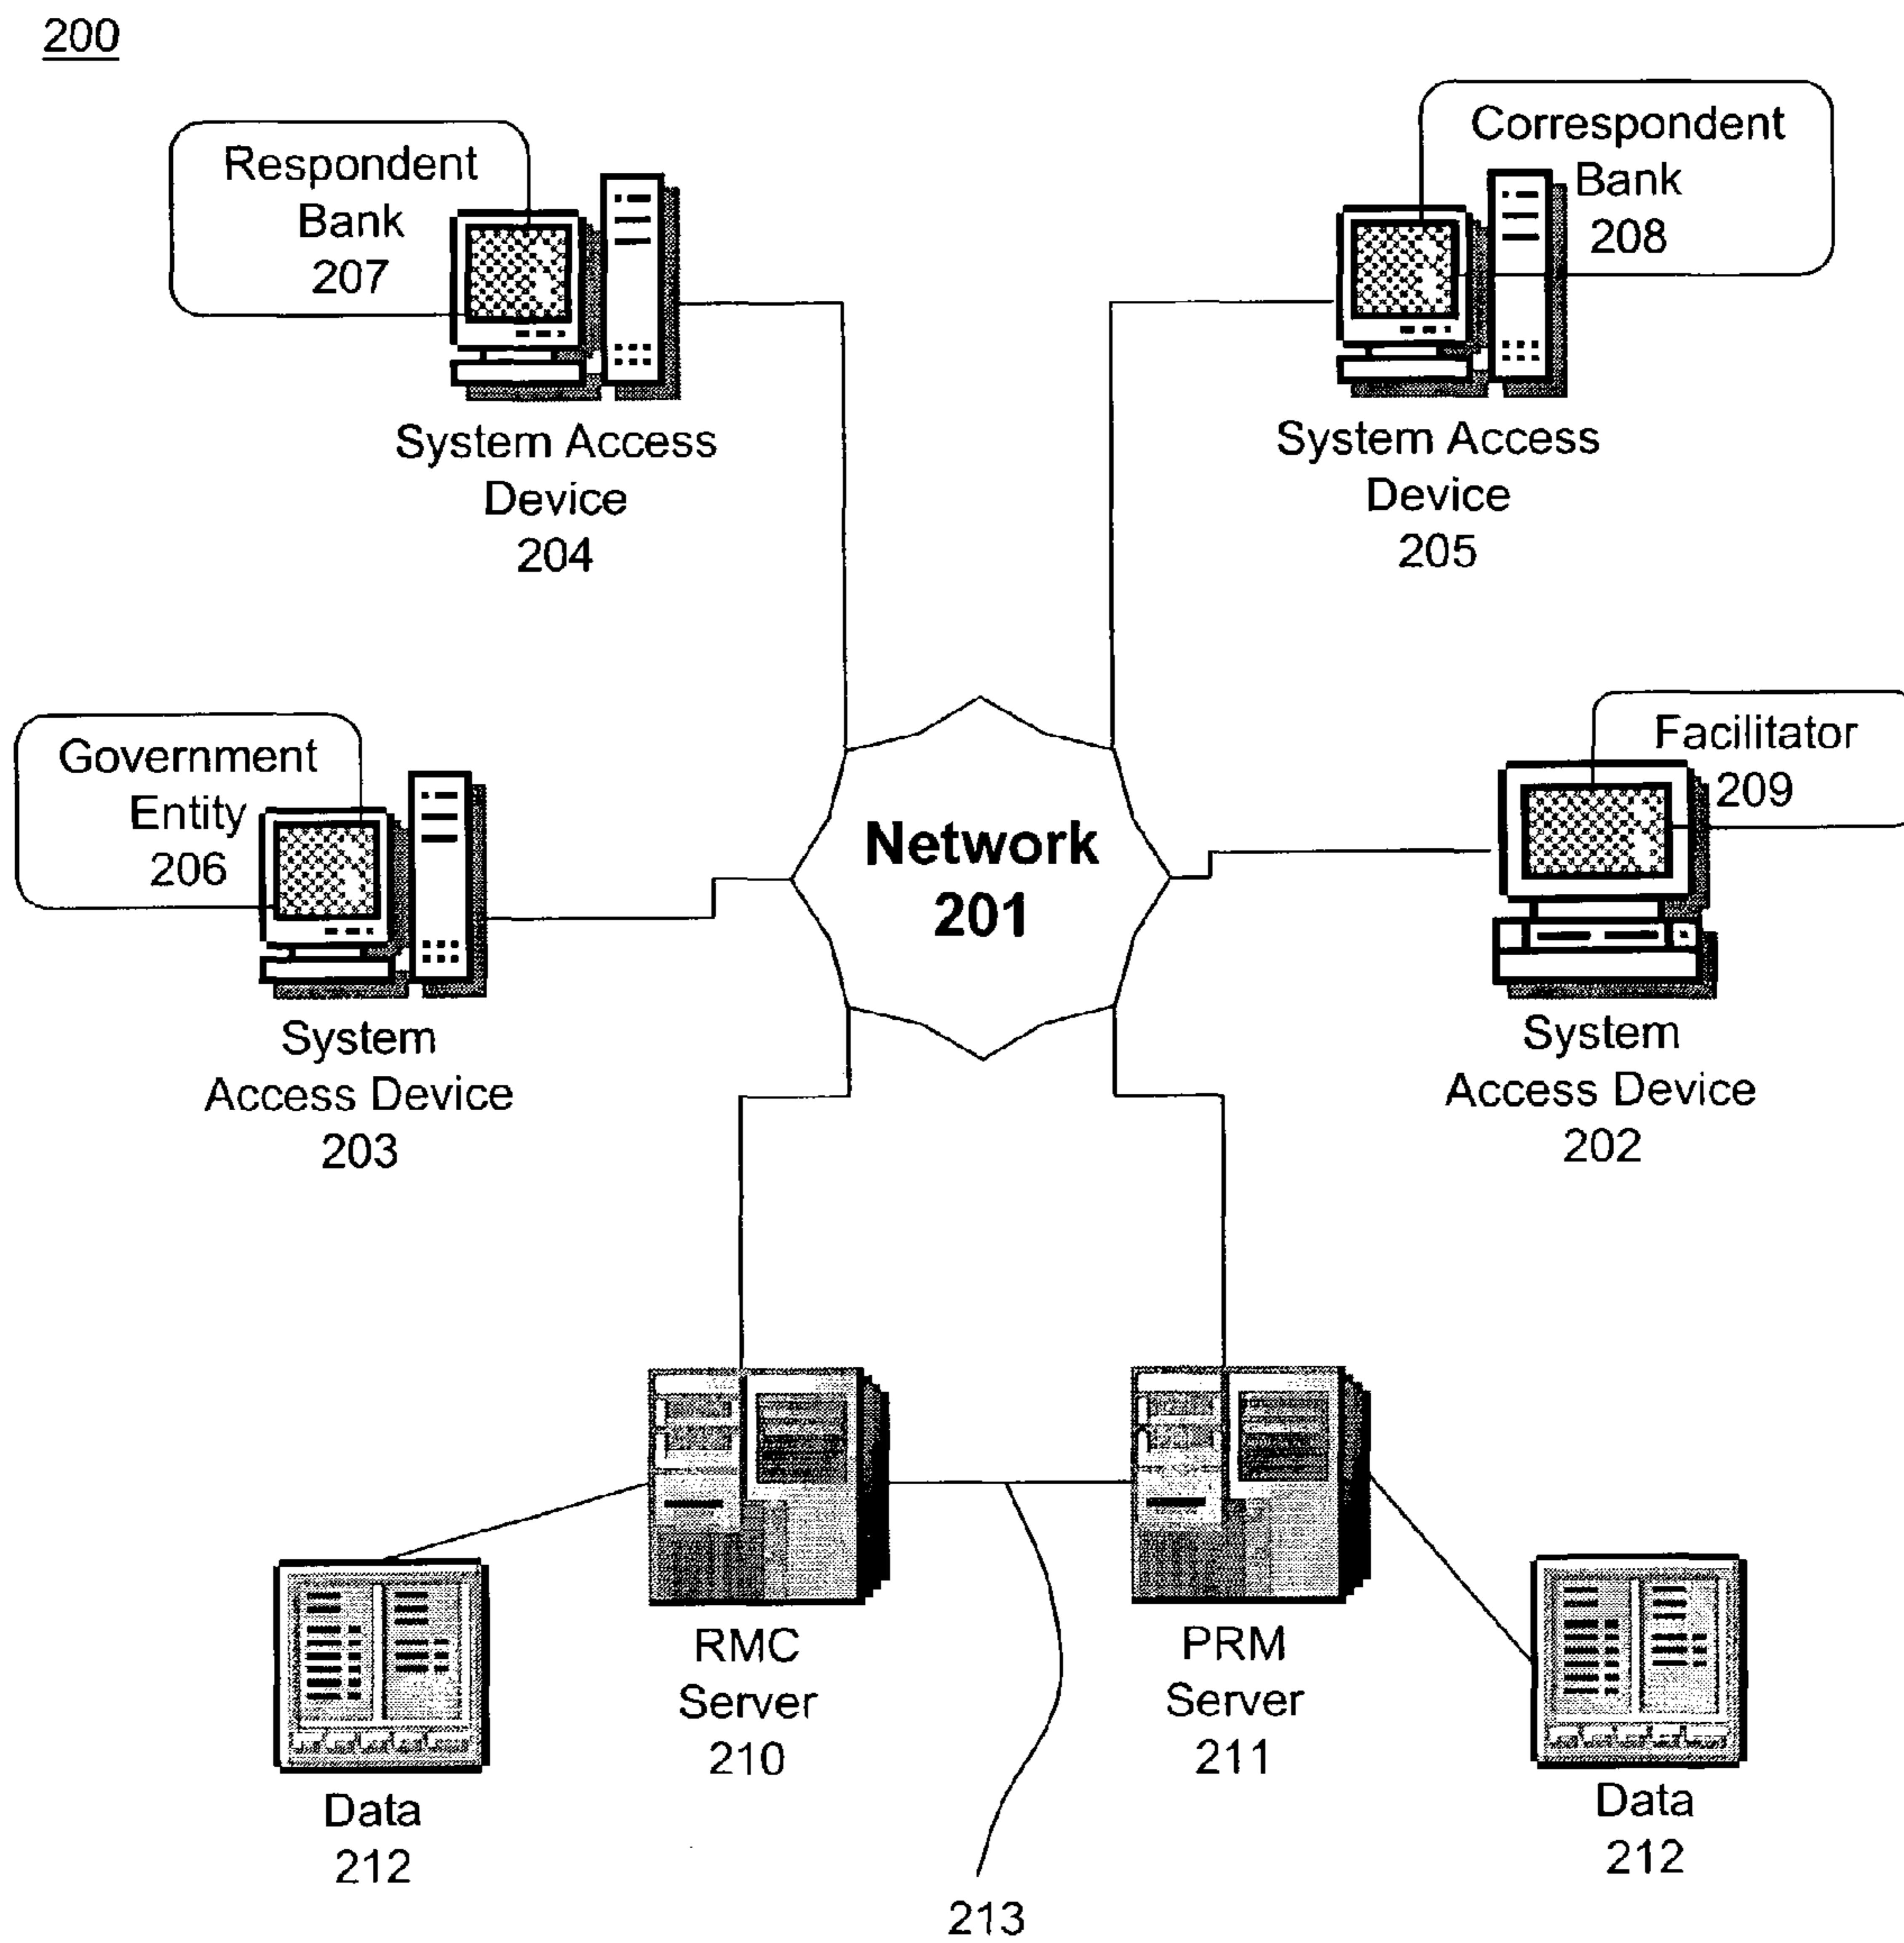 200
Respondent
Bank
207
Correspondent
Bank
208
System Access
Device
204
System Access
Device
205
Government
Entity
206
Network
201
Facilitator
209
System
Access Device
203
System
Access Device
202
RMC
Server
210
PRM
Server
211
Data
212
Data
212
213